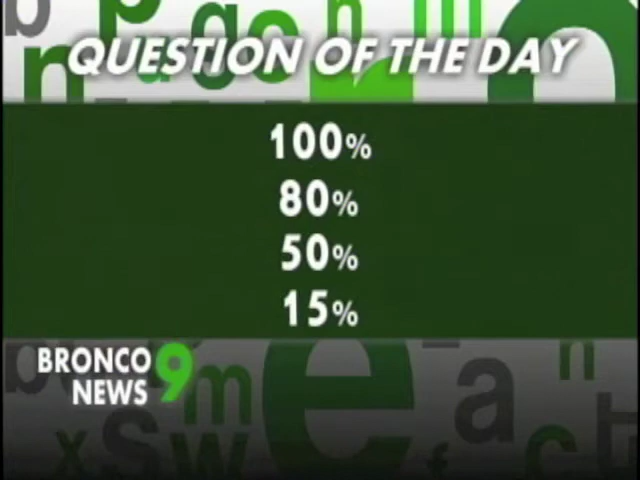 QUESTION OF THE DAY
100%
80%
50%
15%
BRONCO
NEWS 9